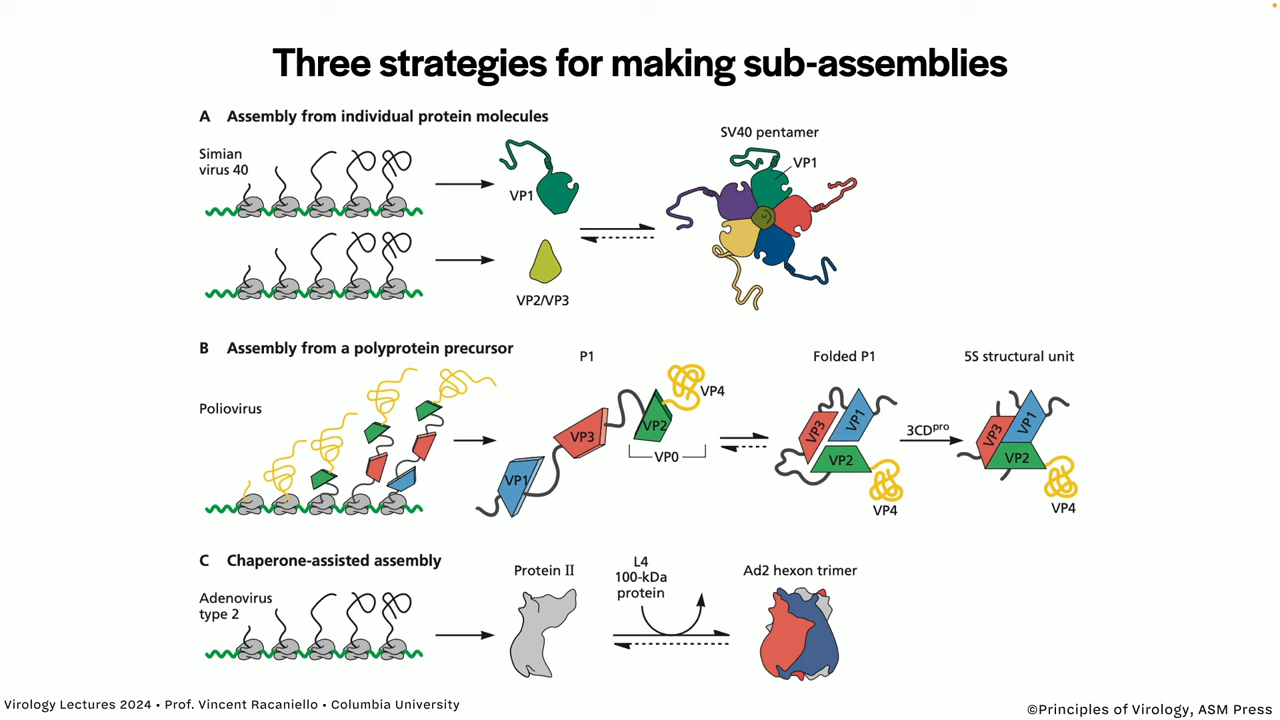 Three strategies for making sub-assemblies
A Assembly from individual protein molecules
Simian
virus 40
VP1
VP2/VP3
SV40 pentamer
VP1
B Assembly from a polyprotein precursor
Poliovirus
P1
VP1
VP3
VP2
VP4
VP0
Folded P1
VP3
VP1
VP2
VP4
3CDpro
5S structural unit
VP3
VP1
VP2
VP4
C Chaperone-assisted assembly
Adenovirus
type 2
Protein II
L4
100-kDa
protein
Ad2 hexon trimer
Virology Lectures 2024 • Prof. Vincent Racaniello • Columbia University
©Principles of Virology, ASM Press